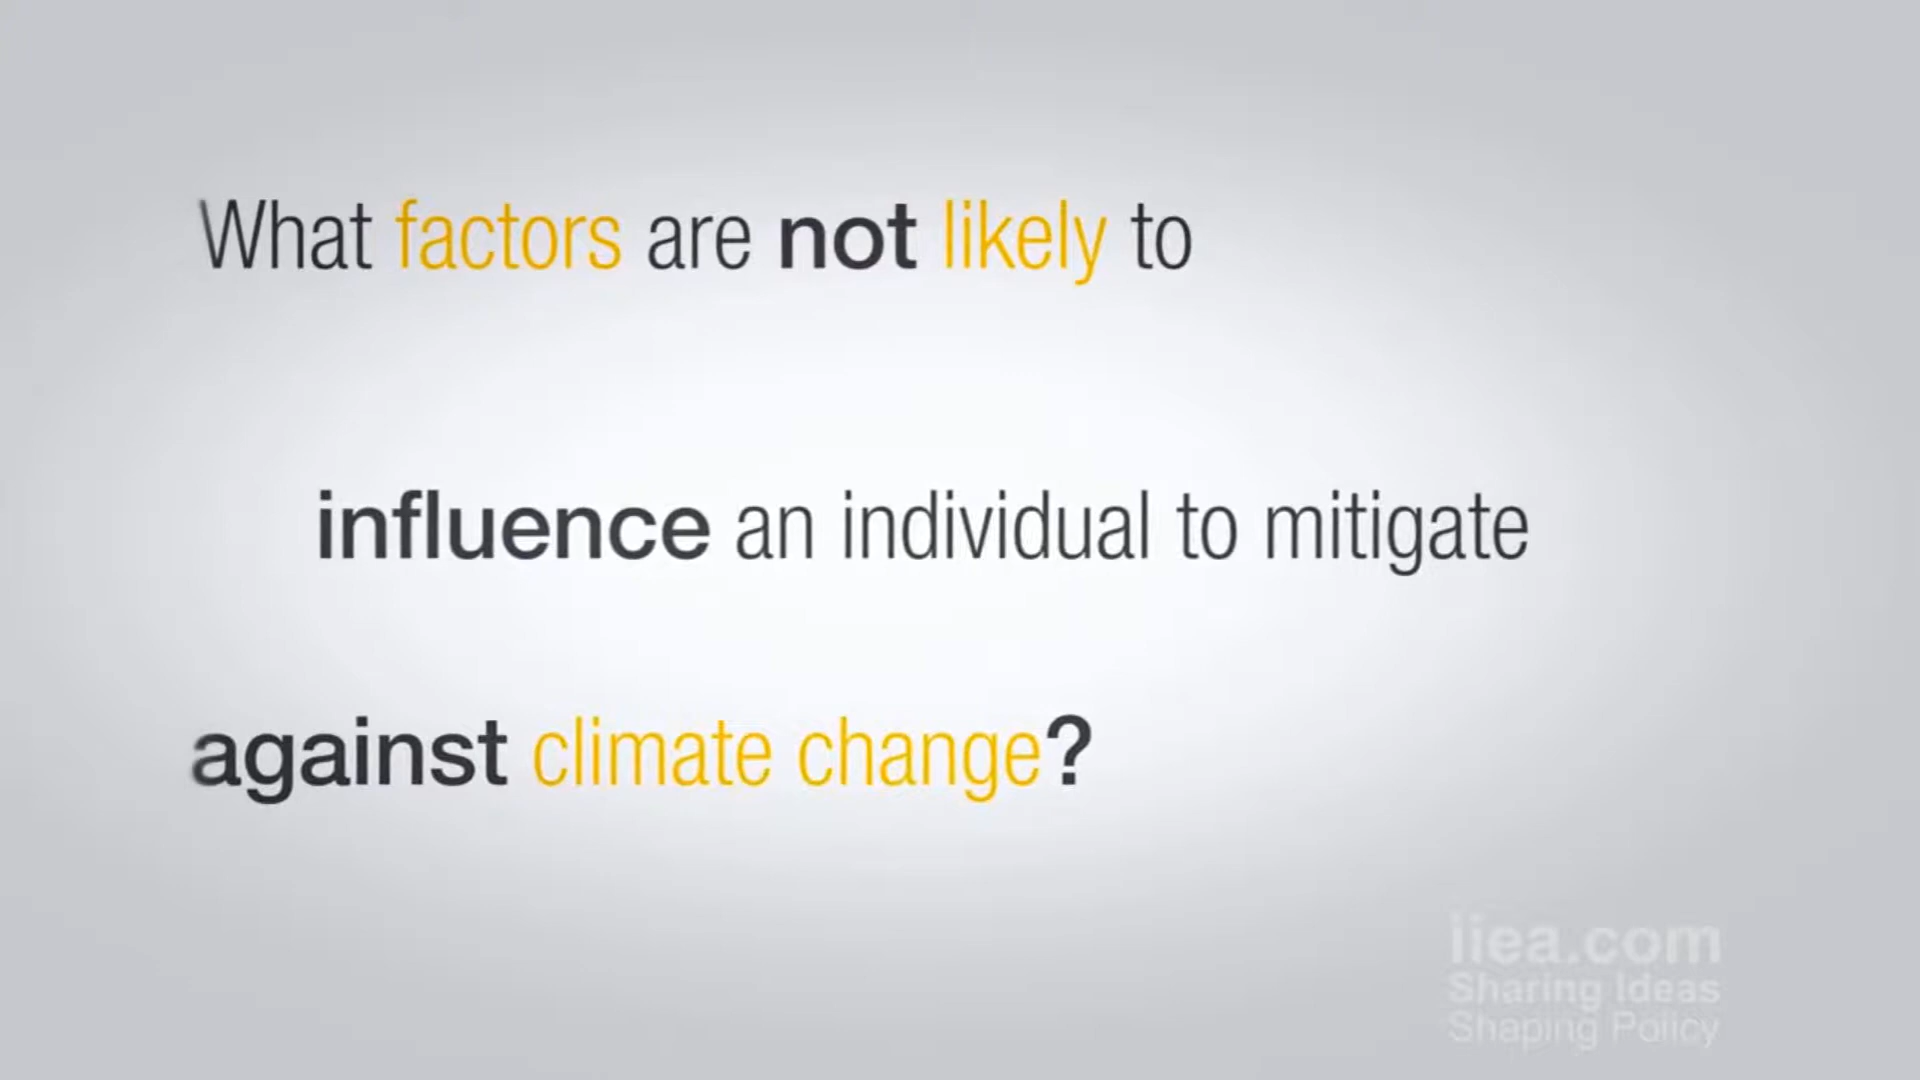 What factors are not likely to
influence an individual to mitigate
against climate change?
iiea.com
Sharing Ideas
Shaping Policy